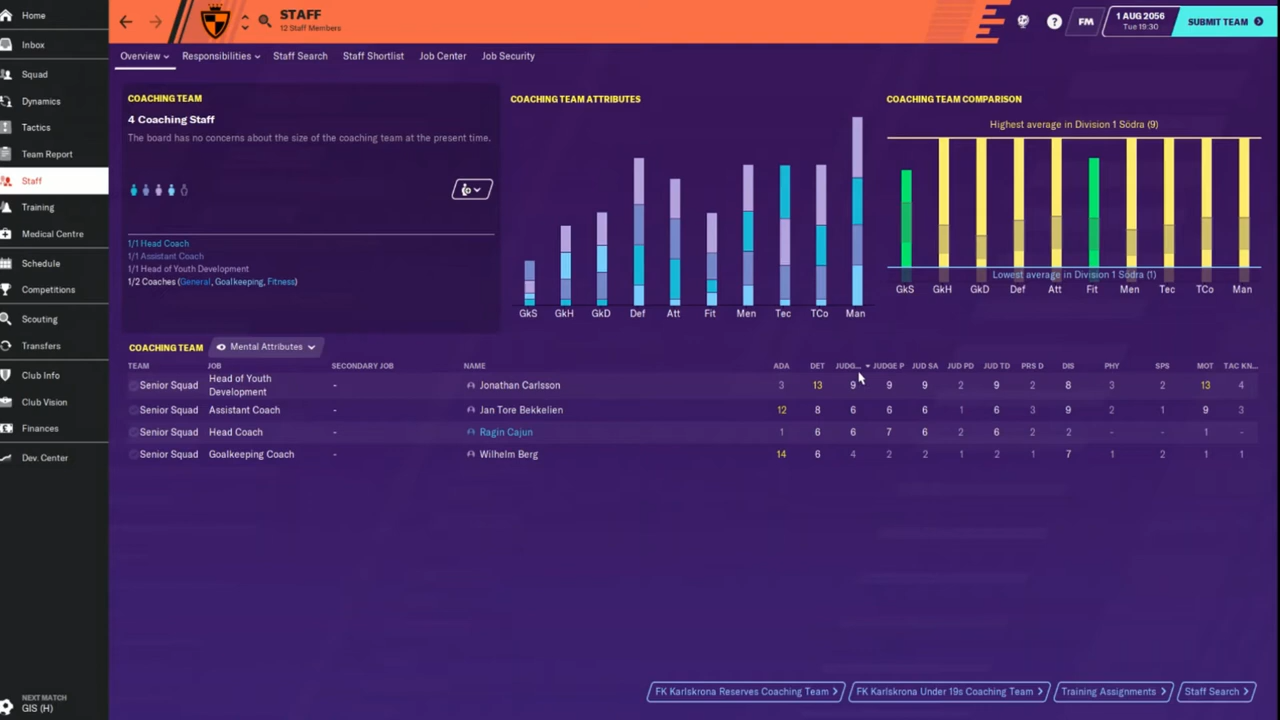 Home
Inbox
Squad
Dynamics
Tactics
Team Report
Staff
Training
Medical Centre
Schedule
Competitions
Scouting
Transfers
Club Info
Club Vision
Finances
Dev. Center
NEXT MATCH
GIS (H)
STAFF
12 Staff Members
? FM 1 AUG 2056
Tue 19:30
SUBMIT TEAM
Overview Responsibilities Staff Search Staff Shortlist Job Center Job Security
COACHING TEAM
4 Coaching Staff
The board has no concerns about the size of the coaching team at the present time.
1/1 Head Coach
1/1 Assistant Coach
1/1 Head of Youth Development
1/2 Coaches (General, Goalkeeping, Fitness)
COACHING TEAM ATTRIBUTES
GkS GkH GkD Def Att Fit Men Tec TCo Man
COACHING TEAM COMPARISON
Highest average in Division 1 Södra (9)
Lowest average in Division 1 Södra (1)
GkS GkH GkD Def Att Fit Men Tec TCo Man
COACHING TEAM Mental Attributes
TEAM JOB SECONDARY JOB NAME ADA DET JUDG... JUDGE P JUD SA JUD PD JUD TD PRS D DIS PHY SPS MOT TAC KN...
Senior Squad Head of Youth Development - Jonathan Carlsson 3 13 9 9 9 2 9 2 8 3 2 13 4
Senior Squad Assistant Coach - Jan Tore Bekkelien 12 8 6 6 6 1 6 3 9 2 1 9 3
Senior Squad Head Coach - Ragin Cajun 1 6 6 7 6 2 6 2 2 - - 1 -
Senior Squad Goalkeeping Coach - Wilhelm Berg 14 6 4 2 2 1 2 1 7 1 2 1 1
FK Karlskrona Reserves Coaching Team FK Karlskrona Under 19s Coaching Team Training Assignments Staff Search